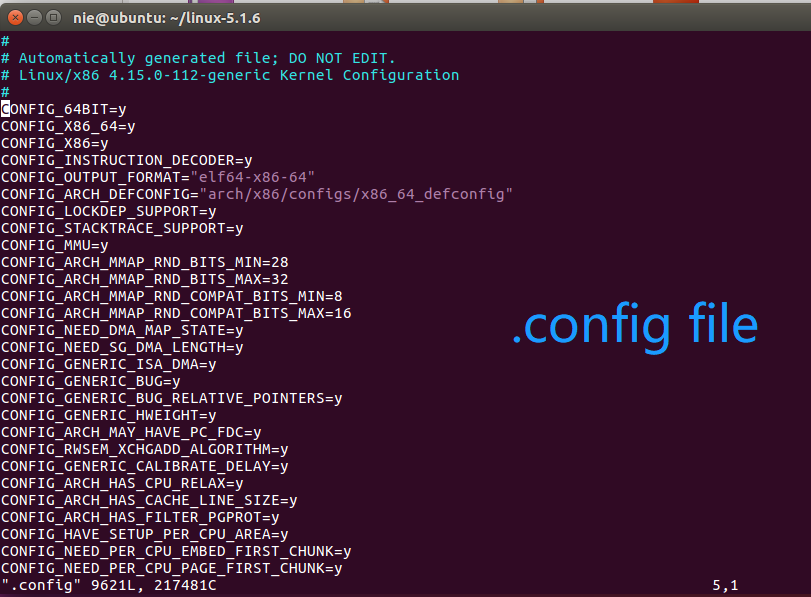 nie@ubuntu: ~/linux-5.1.6
#
# Automatically generated file; DO NOT EDIT.
# Linux/x86 4.15.0-112-generic Kernel Configuration
#
CONFIG_64BIT=y
CONFIG_X86_64=y
CONFIG_X86=y
CONFIG_INSTRUCTION_DECODER=y
CONFIG_OUTPUT_FORMAT="elf64-x86-64"
CONFIG_ARCH_DEFCONFIG="arch/x86/configs/x86_64_defconfig"
CONFIG_LOCKDEP_SUPPORT=y
CONFIG_STACKTRACE_SUPPORT=y
CONFIG_MMU=y
CONFIG_ARCH_MMAP_RND_BITS_MIN=28
CONFIG_ARCH_MMAP_RND_BITS_MAX=32
CONFIG_ARCH_MMAP_RND_COMPAT_BITS_MIN=8
CONFIG_ARCH_MMAP_RND_COMPAT_BITS_MAX=16
CONFIG_NEED_DMA_MAP_STATE=y
CONFIG_NEED_SG_DMA_LENGTH=y
CONFIG_GENERIC_ISA_DMA=y
CONFIG_GENERIC_BUG=y
CONFIG_GENERIC_BUG_RELATIVE_POINTERS=y
CONFIG_GENERIC_HWEIGHT=y
CONFIG_ARCH_MAY_HAVE_PC_FDC=y
CONFIG_RWSEM_XCHGADD_ALGORITHM=y
CONFIG_GENERIC_CALIBRATE_DELAY=y
CONFIG_ARCH_HAS_CPU_RELAX=y
CONFIG_ARCH_HAS_CACHE_LINE_SIZE=y
CONFIG_ARCH_HAS_FILTER_PGPROT=y
CONFIG_HAVE_SETUP_PER_CPU_AREA=y
CONFIG_NEED_PER_CPU_EMBED_FIRST_CHUNK=y
CONFIG_NEED_PER_CPU_PAGE_FIRST_CHUNK=y
".config" 9621L, 217481C 5,1
.config file